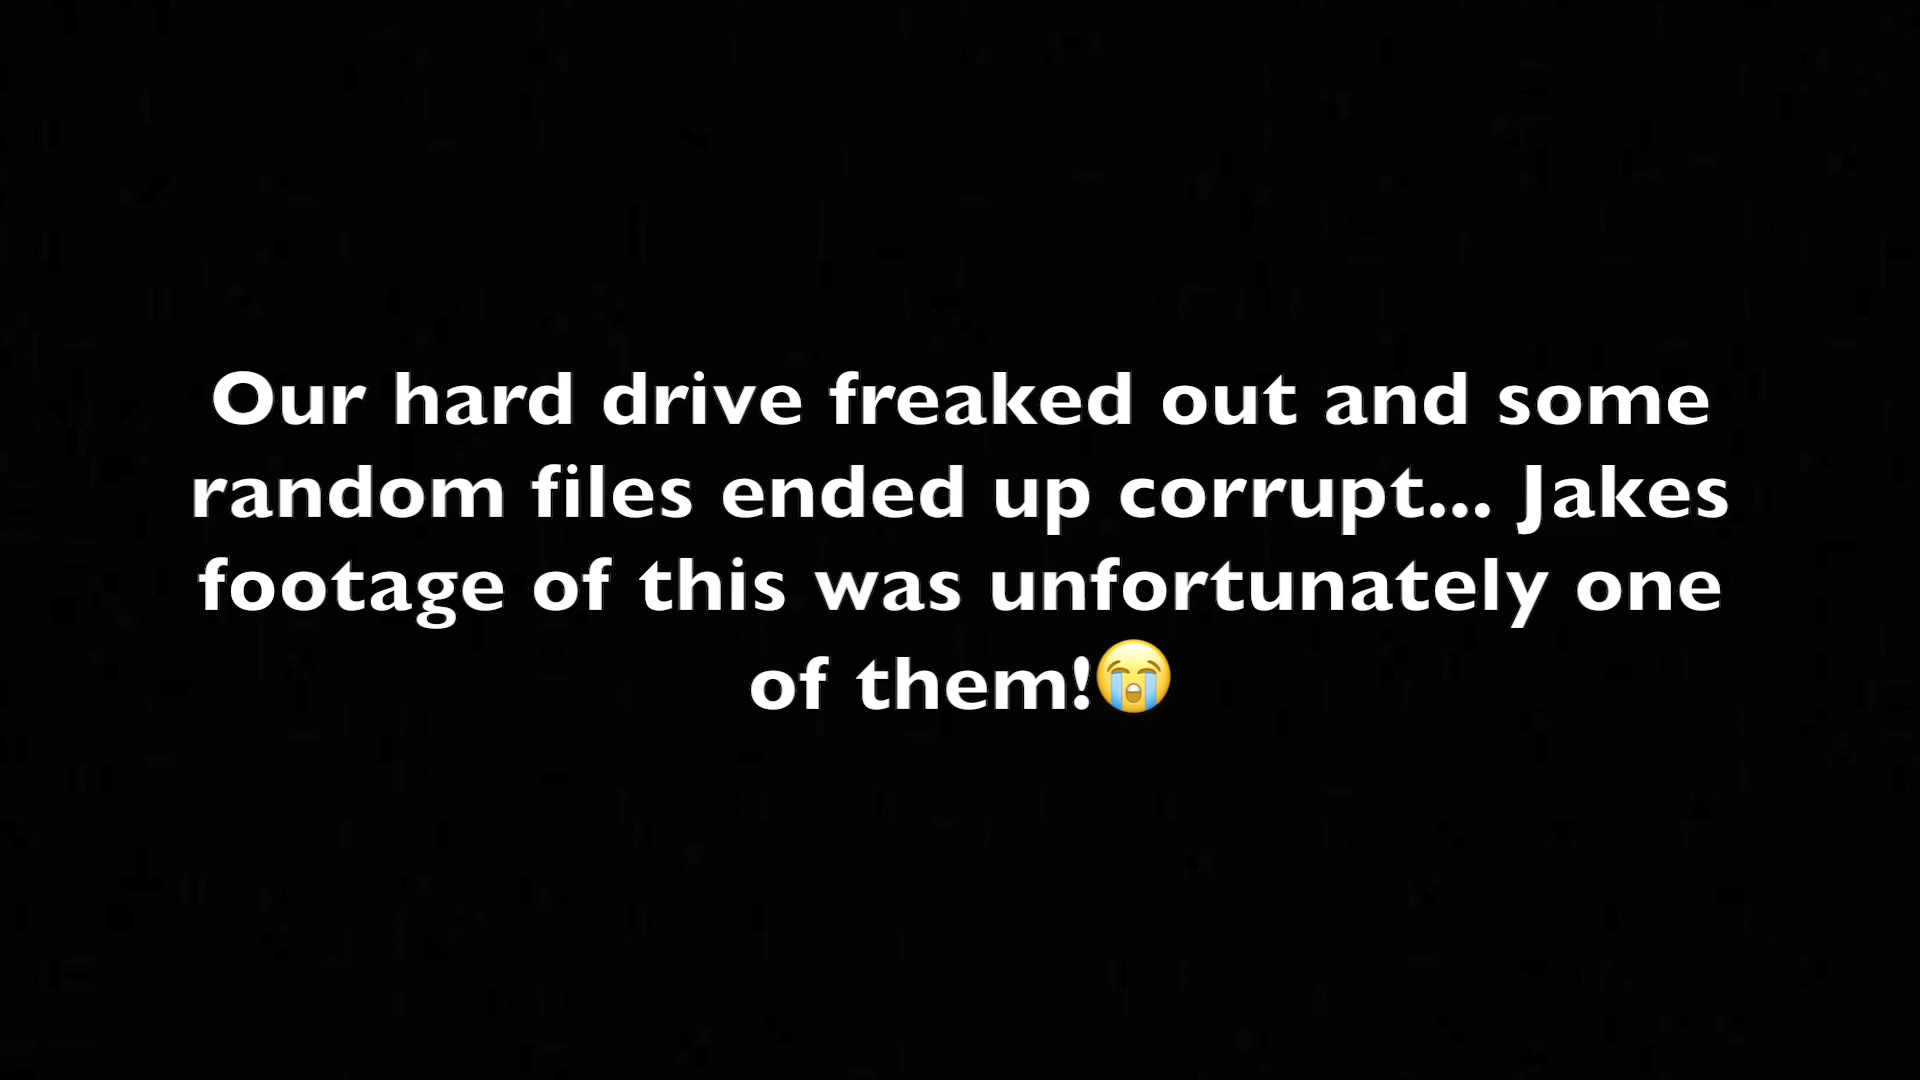 Our hard drive freaked out and some
random files ended up corrupt... Jakes
footage of this was unfortunately one
of them!😭